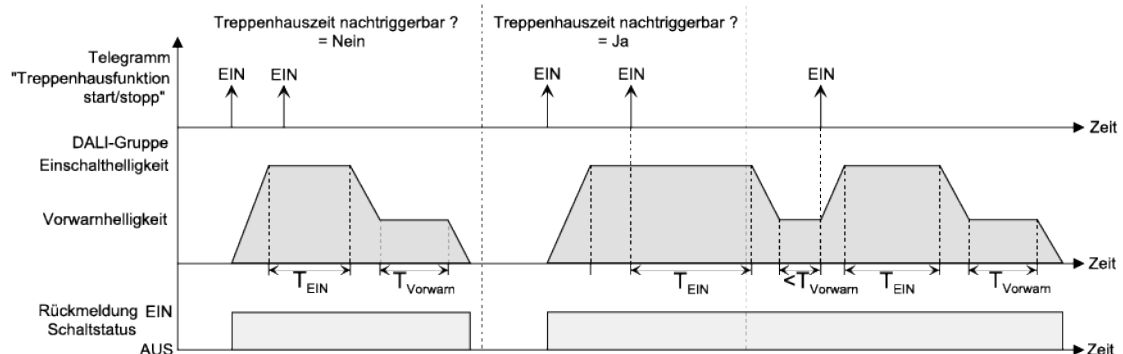 Treppenhauszeit nachtriggerbar ?
= Nein
Treppenhauszeit nachtriggerbar ?
= Ja
Telegramm
"Treppenhausfunktion
start/stopp"
EIN
EIN
EIN
EIN
EIN
Zeit
DALI-Gruppe
Einschalthelligkeit
Vorwarnhelligkeit
Zeit
T EIN
T Vorwarn
T EIN
<T Vorwarn
T EIN
T Vorwarn
Rückmeldung EIN
Schaltstatus
AUS
Zeit